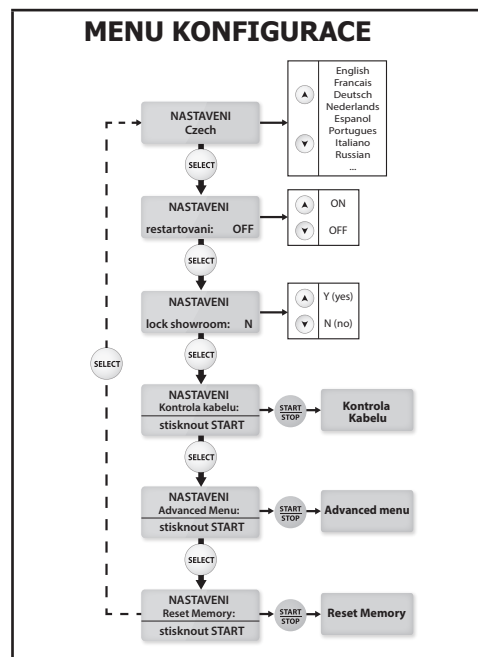 MENU KONFIGURACE
NASTAVENI
Czech
English
Francais
Deutsch
Nederlands
Espanol
Portugues
Italiano
Russian
...
SELECT
NASTAVENI
restartovani: OFF
ON
OFF
SELECT
NASTAVENI
lock showroom: N
Y (yes)
N (no)
SELECT
SELECT
NASTAVENI
Kontrola kabelu:
stisknout START
START
STOP
Kontrola
Kabelu
SELECT
NASTAVENI
Advanced Menu:
stisknout START
START
STOP
Advanced menu
SELECT
NASTAVENI
Reset Memory:
stisknout START
START
STOP
Reset Memory